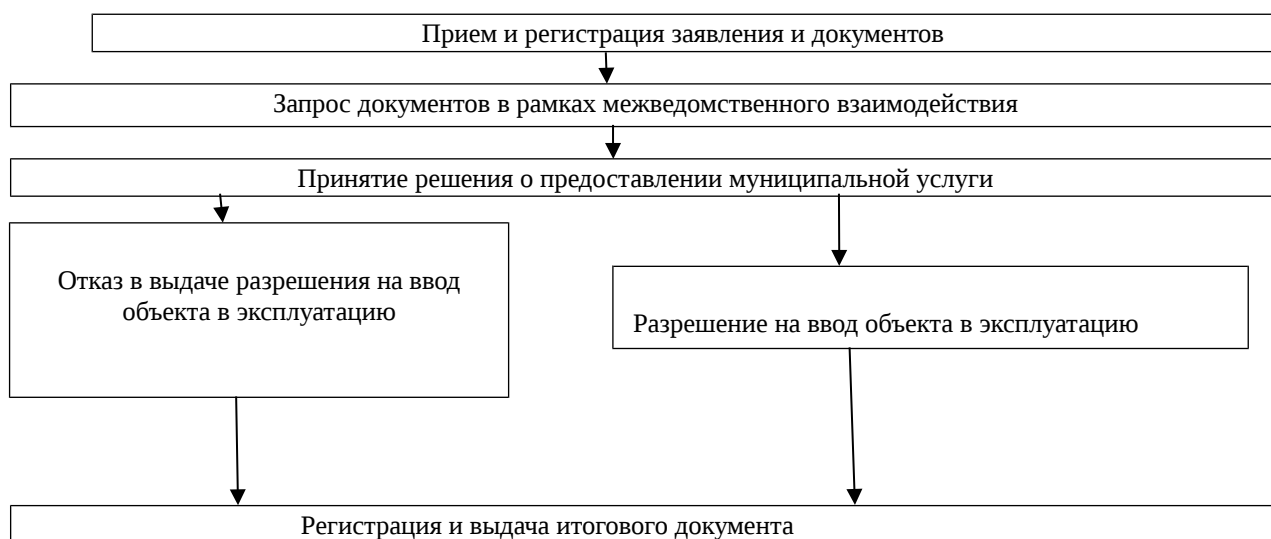 Прием и регистрация заявления и документов
Запрос документов в рамках межведомственного взаимодействия
Принятие решения о предоставлении муниципальной услуги
Отказ в выдаче разрешения на ввод
объекта в эксплуатацию
Разрешение на ввод объекта в эксплуатацию
Регистрация и выдача итогового документа